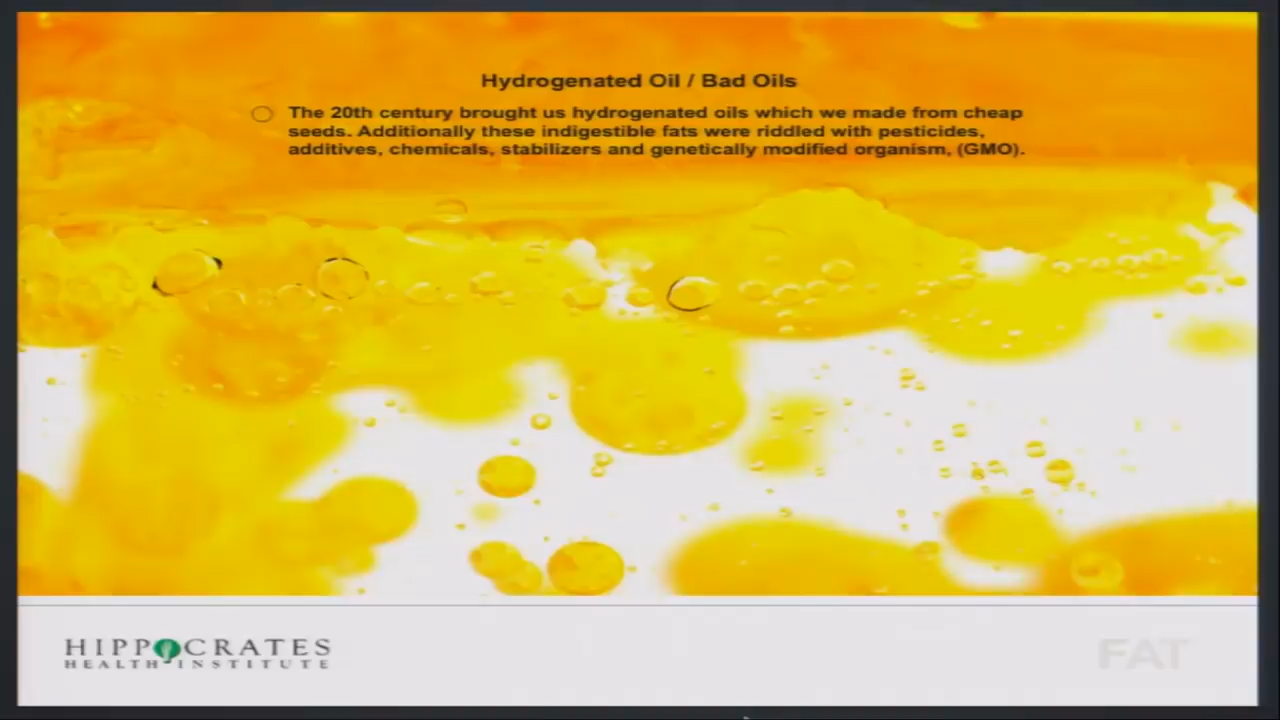 Hydrogenated Oil / Bad Oils
The 20th century brought us hydrogenated oils which we made from cheap
seeds. Additionally these indigestible fats were riddled with pesticides,
additives, chemicals, stabilizers and genetically modified organism, (GMO).
HIPPOCRATES
HEALTH INSTITUTE
FAT